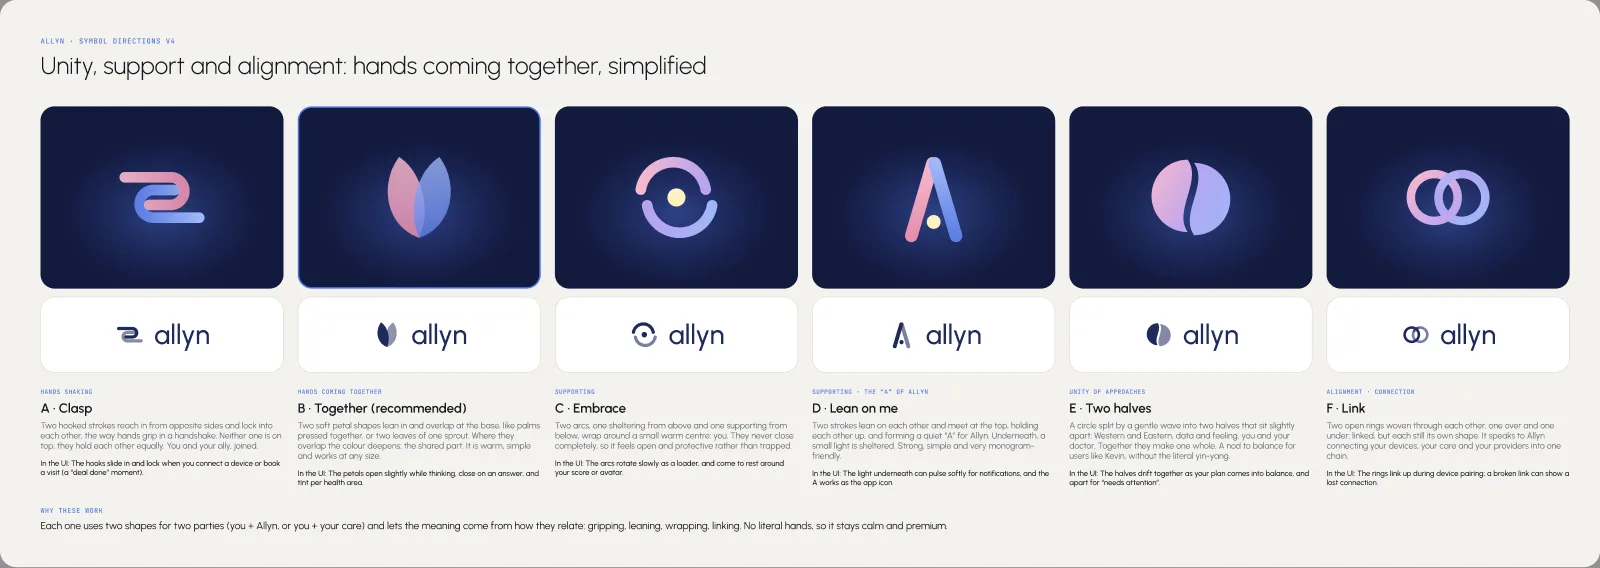 ALLYN · SYMBOL DIRECTIONS V4
Unity, support and alignment: hands coming together, simplified
allyn
allyn
allyn
allyn
allyn
allyn
HANDS SHAKING
A · Clasp
Two hooked strokes reach in from opposite sides and lock into
each other, the way hands grip in a handshake. Neither one is on
top, they hold each other equally. You and your ally, joined.
In the UI: The hooks slide in and lock when you connect a device or book
a visit (a "deal done" moment).
HANDS COMING TOGETHER
B · Together (recommended)
Two soft petal shapes lean in and overlap at the base, like palms
pressed together, or two leaves of one sprout. Where they
overlap the colour deepens: the shared part. It is warm, simple
and works at any size.
In the UI: The petals open slightly while thinking, close on an answer, and
tint per health area.
SUPPORTING
C · Embrace
Two arcs, one sheltering from above and one supporting from
below, wrap around a small warm centre: you. They never close
completely, so it feels open and protective rather than trapped.
In the UI: The arcs rotate slowly as a loader, and come to rest around
your score or avatar.
SUPPORTING · THE "A" OF ALLYN
D · Lean on me
Two strokes lean on each other and meet at the top, holding
each other up, and forming a quiet "A" for Allyn. Underneath, a
small light is sheltered. Strong, simple and very monogram-
friendly.
In the UI: The light underneath can pulse softly for notifications, and the
A works as the app icon.
UNITY OF APPROACHES
E · Two halves
A circle split by a gentle wave into two halves that sit slightly
apart: Western and Eastern, data and feeling, you and your
doctor. Together they make one whole. A nod to balance for
users like Kevin, without the literal yin-yang.
In the UI: The halves drift together as your plan comes into balance, and
apart for "needs attention".
ALIGNMENT · CONNECTION
F · Link
Two open rings woven through each other, one over and one
under: linked, but each still its own shape. It speaks to Allyn
connecting your devices, your care and your providers into one
chain.
In the UI: The rings link up during device pairing; a broken link can show a
lost connection.
WHY THESE WORK
Each one uses two shapes for two parties (you + Allyn, or you + your care) and lets the meaning come from how they relate: gripping, leaning, wrapping, linking. No literal hands, so it stays calm and premium.